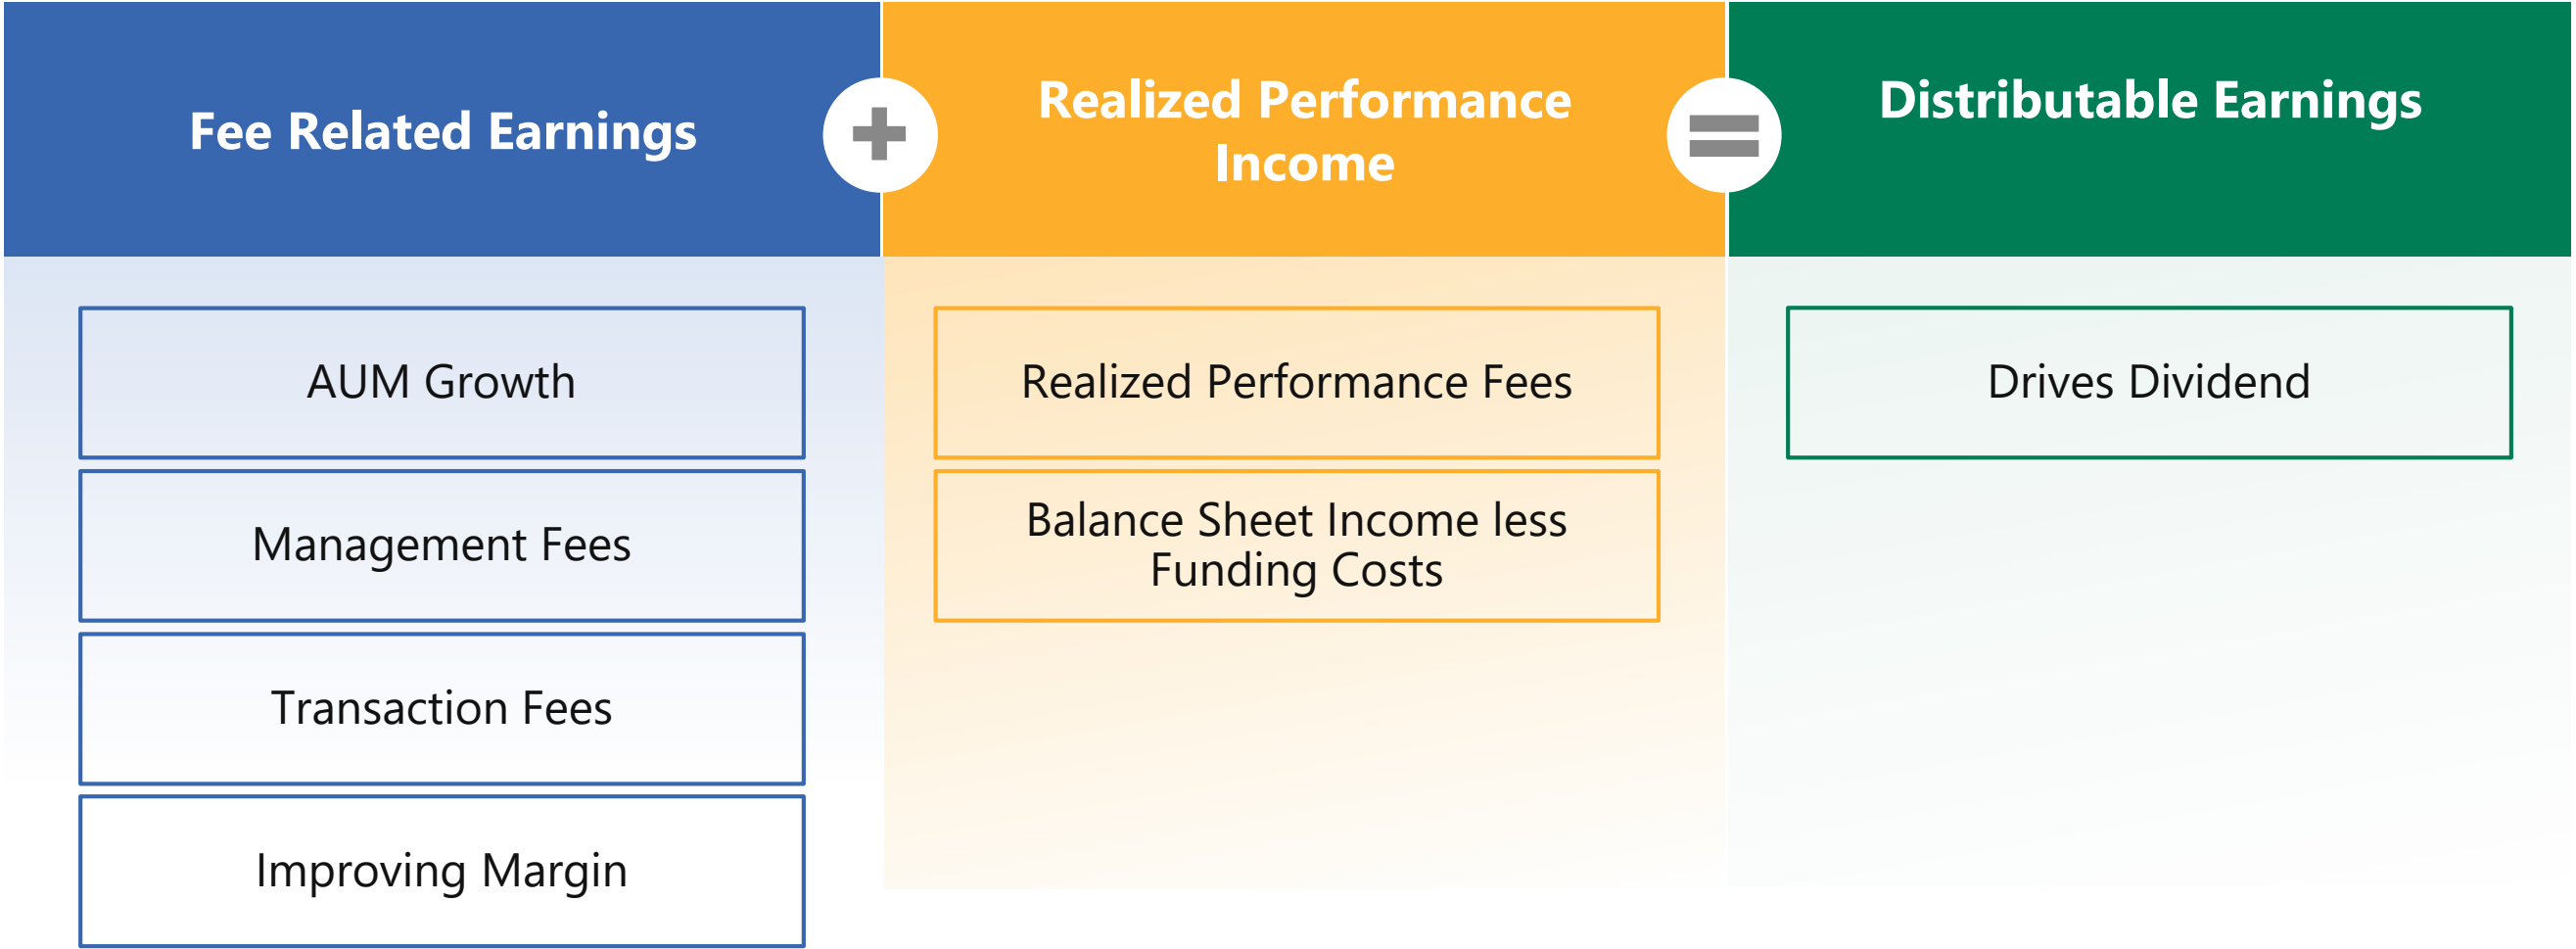 Fee Related Earnings
Realized Performance
Income
Distributable Earnings
AUM Growth
Management Fees
Transaction Fees
Improving Margin
Realized Performance Fees
Balance Sheet Income less
Funding Costs
Drives Dividend